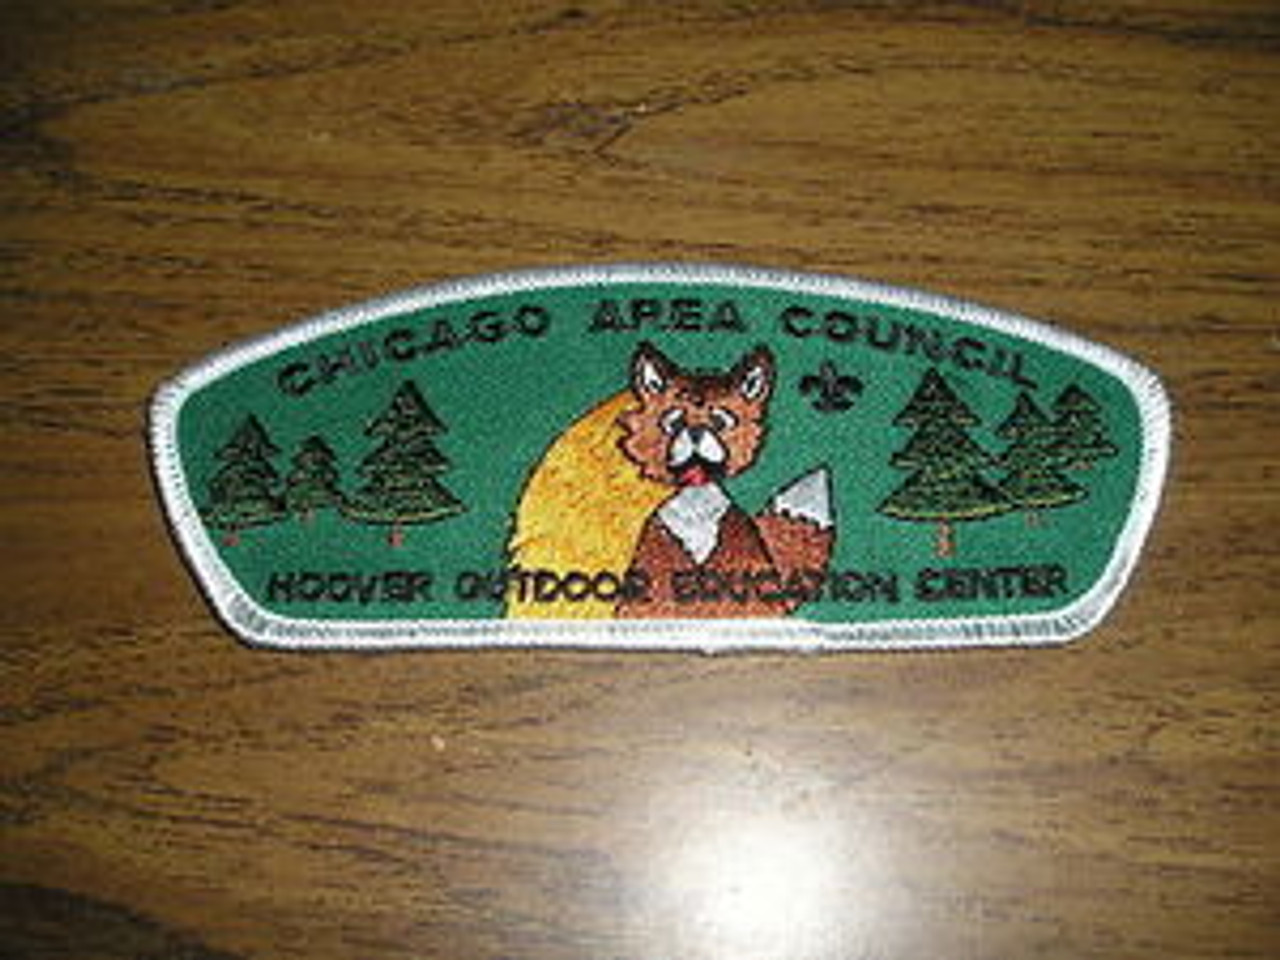 CHICAGO AREA COUNCIL
HOOVER OUTDOOR EDUCATION CENTER